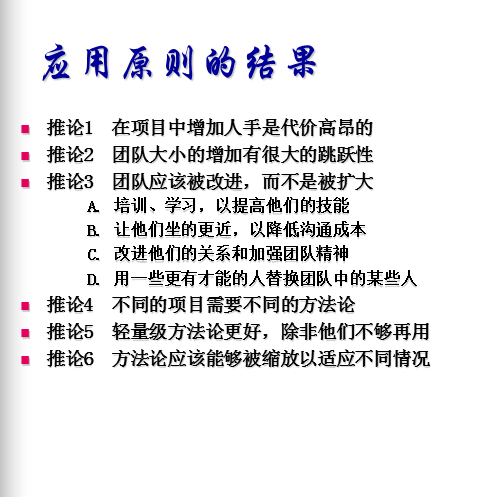 应用原则的结果
推论1 在项目中增加人手是代价高昂的
推论2 团队大小的增加有很大的跳跃性
推论3 团队应该被改进，而不是被扩大
A. 培训、学习，以提高他们的技能
B. 让他们坐的更近，以降低沟通成本
C. 改进他们的关系和加强团队精神
D. 用一些更有才能的人替换团队中的某些人
推论4 不同的项目需要不同的方法论
推论5 轻量级方法论更好，除非他们不够再用
推论6 方法论应该能够被缩放以适应不同情况